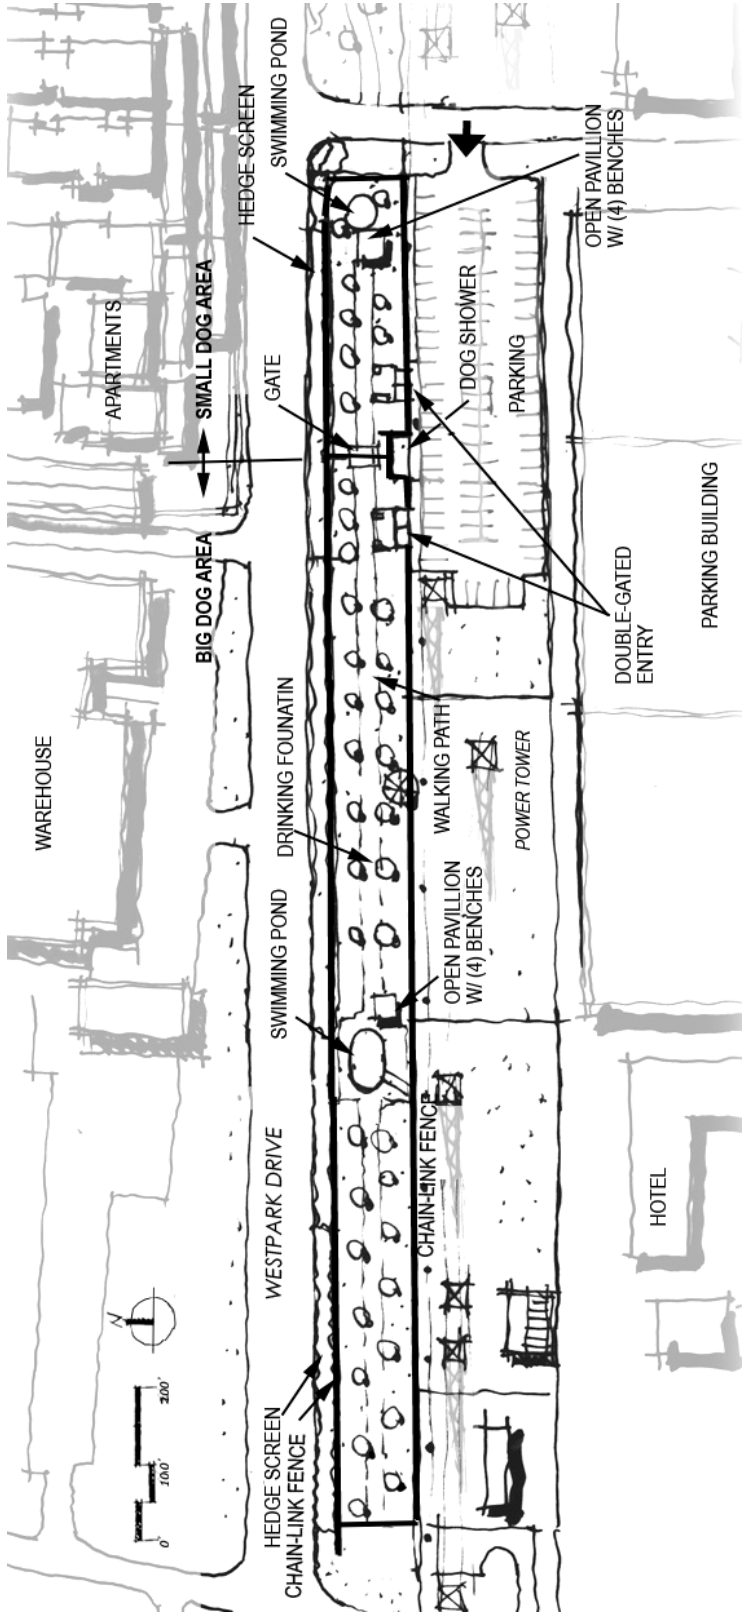 HEDGE SCREEN
SWIMMING POND
OPEN PAVILLION
W/ (4) BENCHES
APARTMENTS
SMALL DOG AREA
GATE
DOG SHOWER
PARKING
BIG DOG AREA
DOUBLE-GATED
ENTRY
PARKING BUILDING
WAREHOUSE
DRINKING FOUNATIN
WALKING PATH
POWER TOWER
SWIMMING POND
OPEN PAVILLION
W/ (4) BENCHES
WESTPARK DRIVE
CHAIN-LINK FENCE
HOTEL
N
0' 100' 200'
HEDGE SCREEN
CHAIN-LINK FENCE